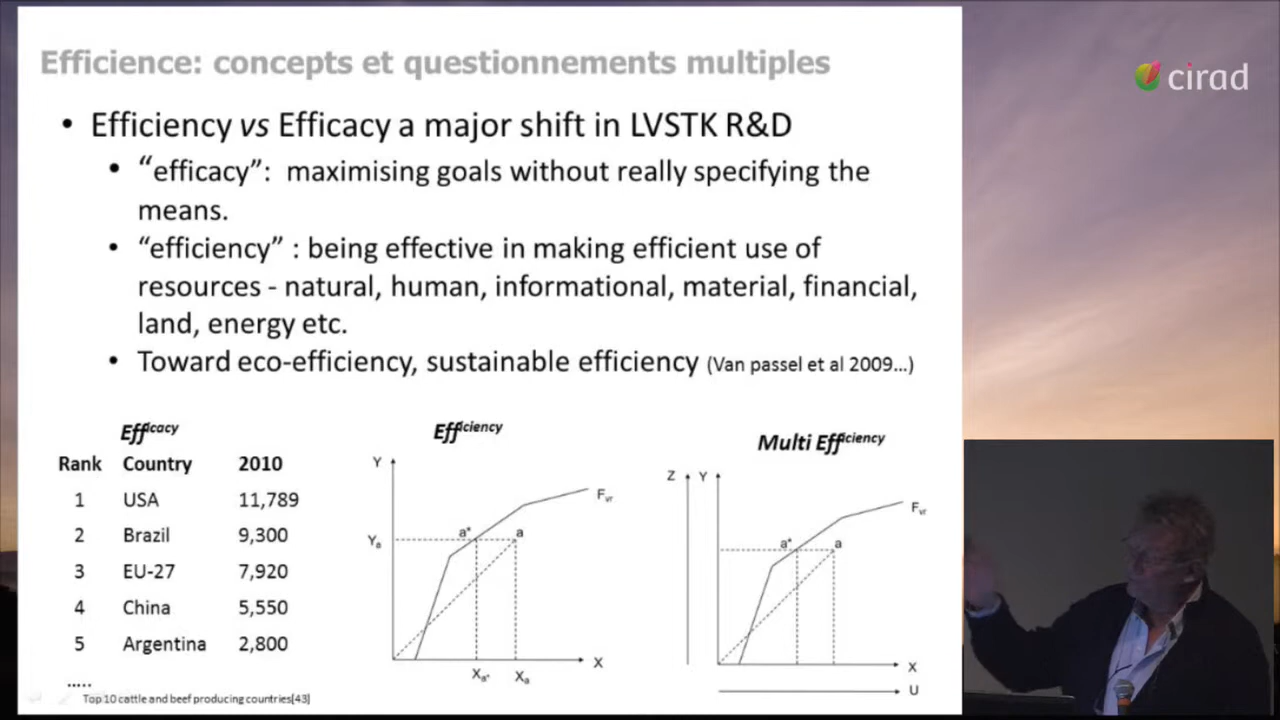 Efficience: concepts et questionnements multiples
cirad
• Efficiency vs Efficacy a major shift in LVSTK R&D
• “efficacy”: maximising goals without really specifying the
means.
• “efficiency” : being effective in making efficient use of
resources - natural, human, informational, material, financial,
land, energy etc.
• Toward eco-efficiency, sustainable efficiency (Van passel et al 2009...)
Efficacy
Rank Country 2010
1 USA 11,789
2 Brazil 9,300
3 EU-27 7,920
4 China 5,550
5 Argentina 2,800
.....
Top 10 cattle and beef producing countries[43]
Efficiency
Y
Fvr
a* a
Ya
X
Xa* Xa
Multi Efficiency
Z Y
Fvr
a* a
X
U